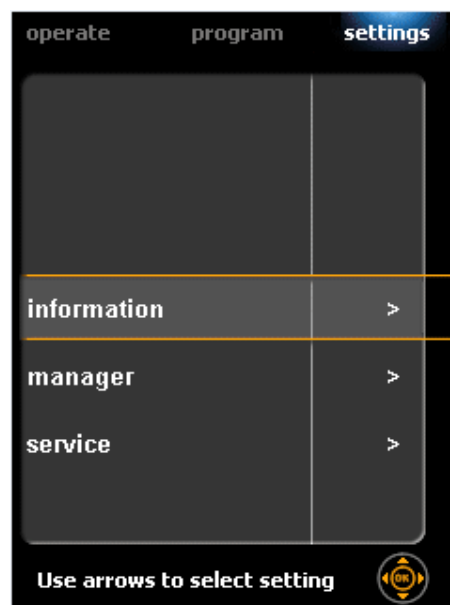 operate program settings
information >
manager >
service >
Use arrows to select setting OK